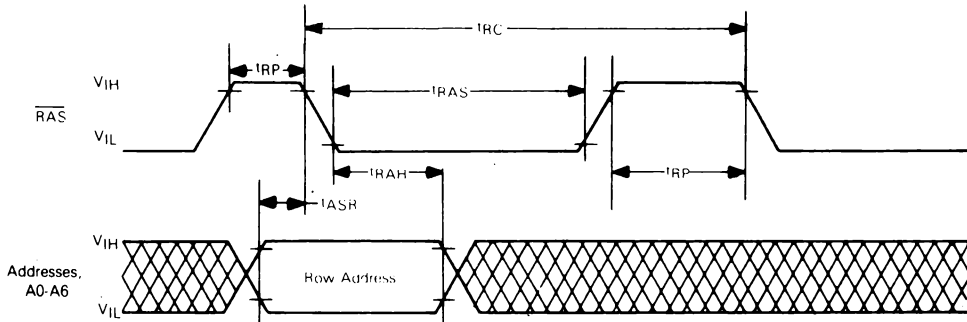 tRC
tRP
VIH
tRAS
RAS
VIL
tRAH
tRP
tASR
VIH
Addresses,
A0-A6
Row Address
VIL